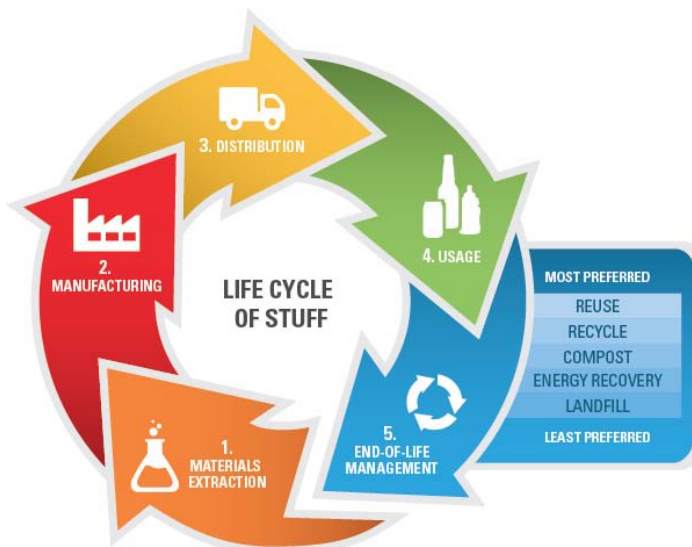 3. DISTRIBUTION
4. USAGE
2.
MANUFACTURING
LIFE CYCLE
OF STUFF
MOST PREFERRED
REUSE
RECYCLE
COMPOST
ENERGY RECOVERY
LANDFILL
LEAST PREFERRED
5.
END-OF-LIFE
MANAGEMENT
1.
MATERIALS
EXTRACTION